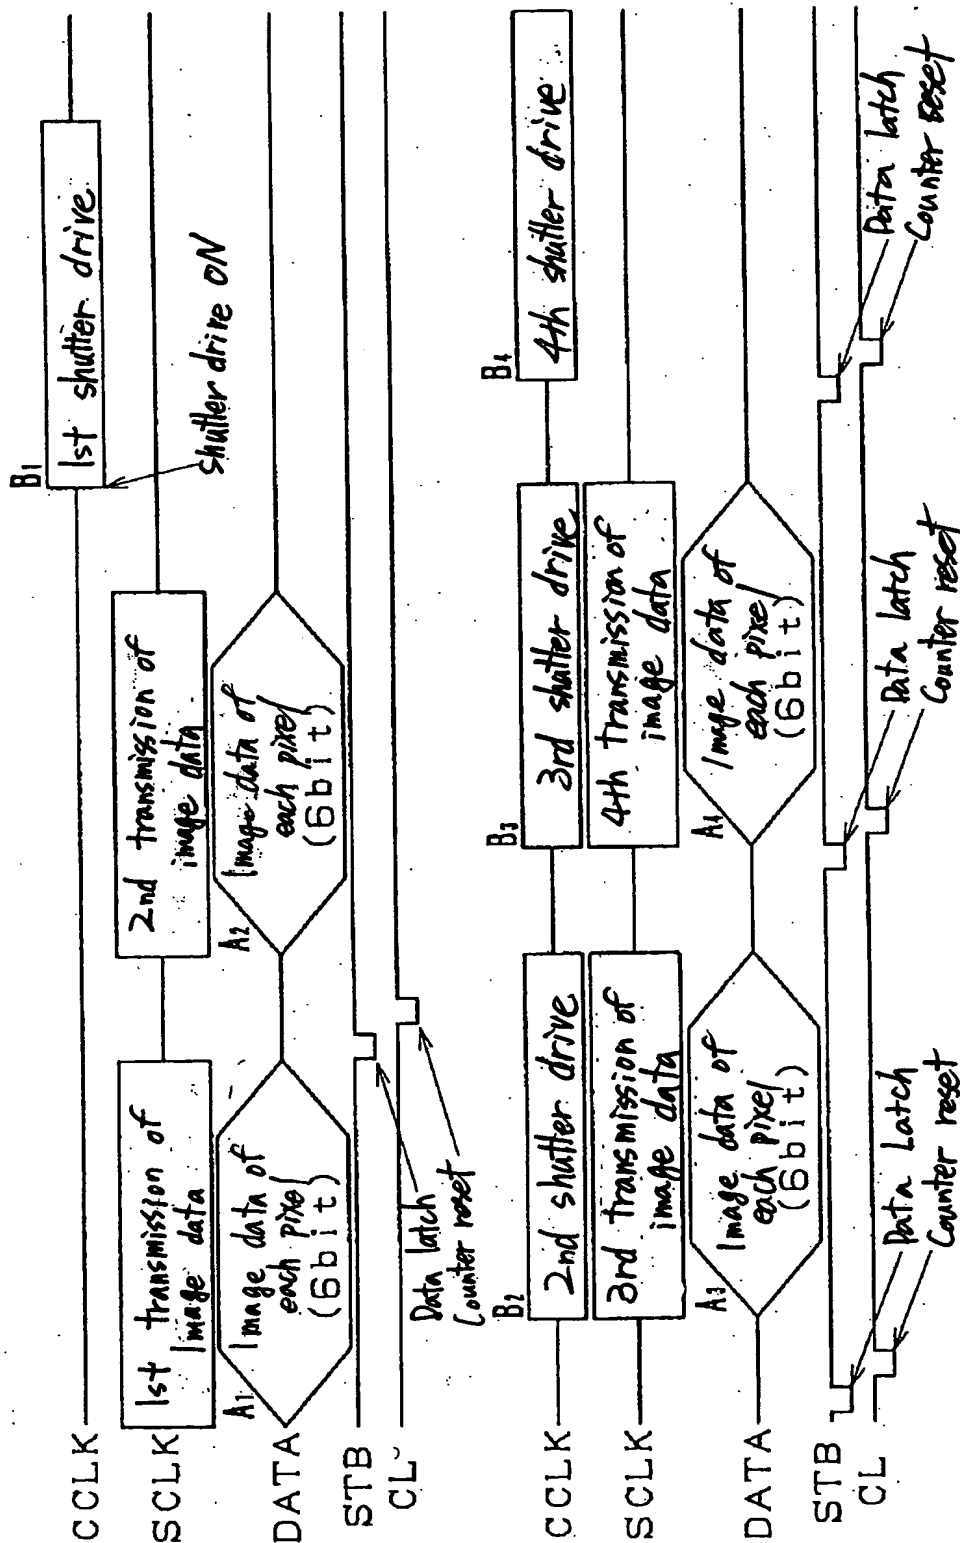 CCLK
B1
1st shutter drive
shutter drive ON
SCLK
1st transmission of
image data
2nd transmission of
image data
DATA
A1
Image data of
each pixel
(6bit)
A2
Image data of
each pixel
(6bit)
STB
CL
Data latch
Counter reset
CCLK
B2
2nd shutter drive
B3
3rd shutter drive
B4
4th shutter drive
SCLK
3rd transmission of
image data
4th transmission of
image data
DATA
A3
Image data of
each pixel
(6bit)
A4
Image data of
each pixel
(6bit)
STB
CL
Data Latch
Counter reset
Data latch
Counter reset
Data latch
Counter reset